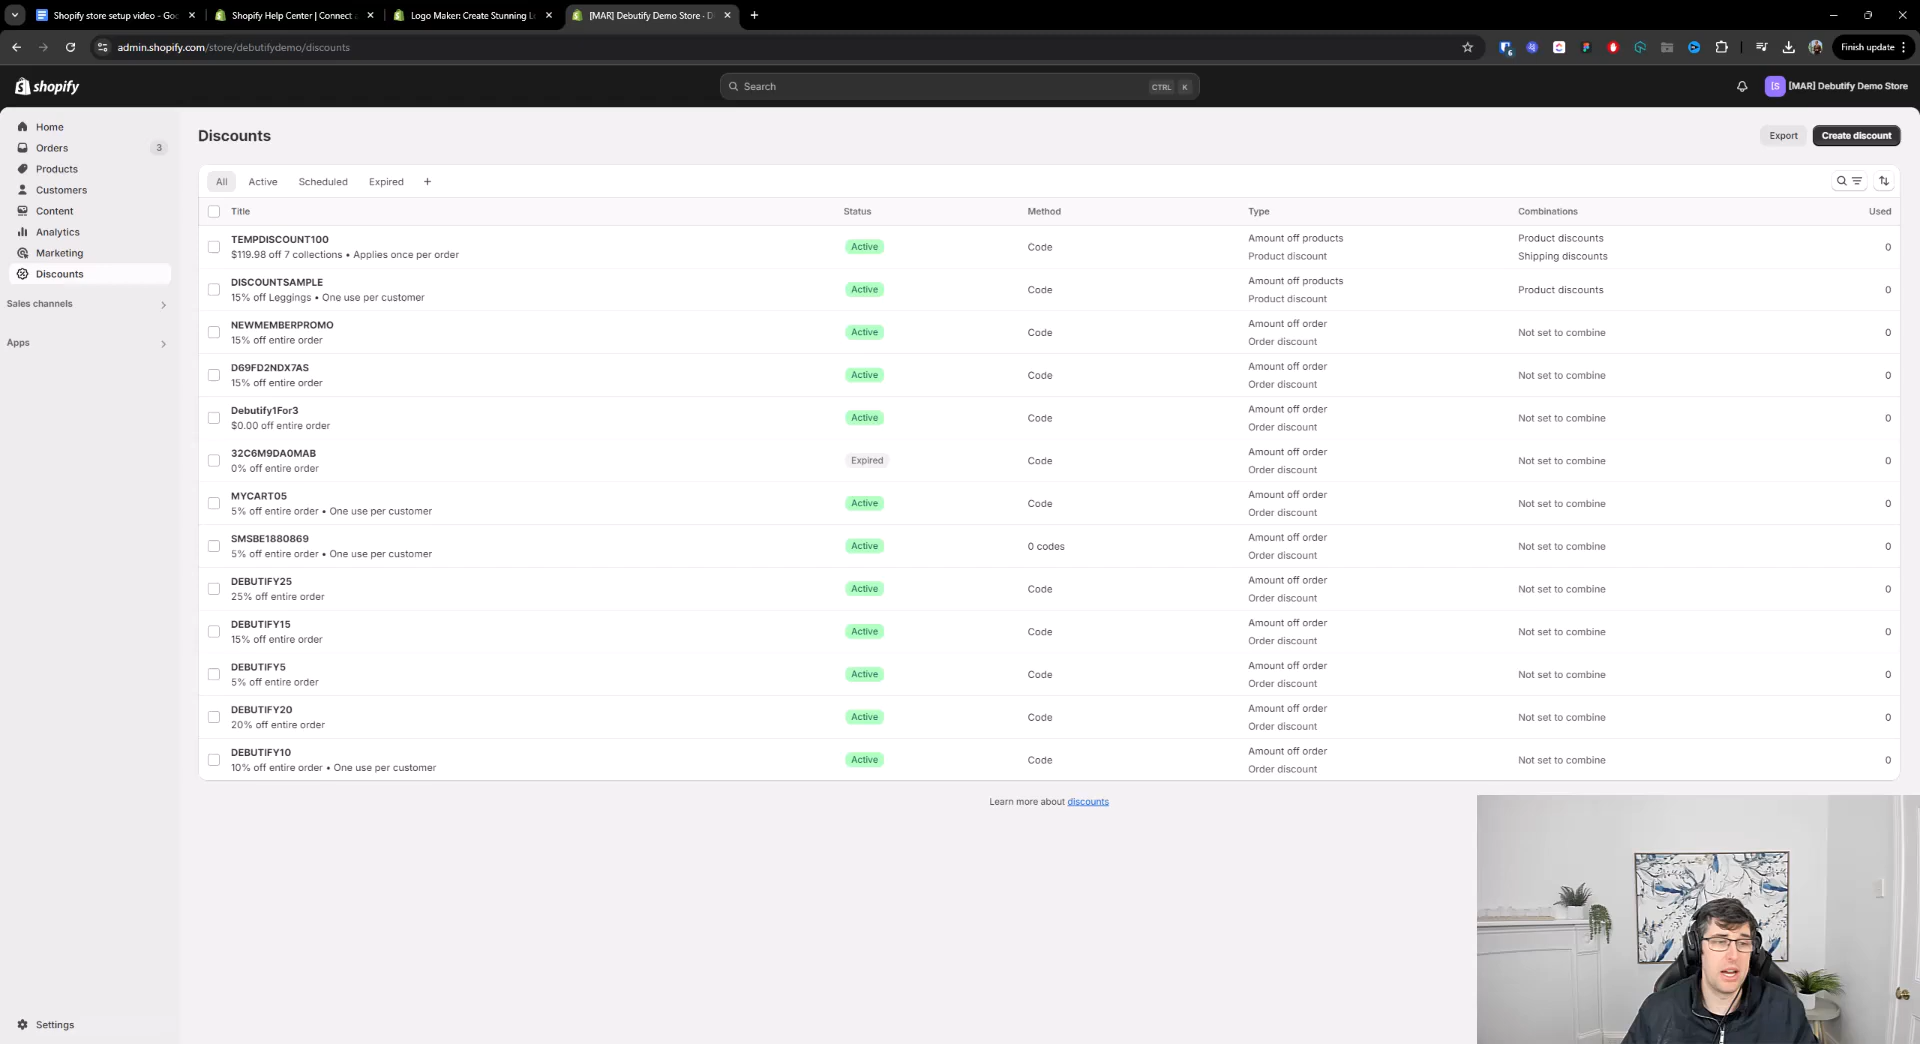 Shopify store setup video - Goo
Shopify Help Center | Connect a
Logo Maker: Create Stunning L
[MAR] Debutify Demo Store · D
admin.shopify.com/store/debutifydemo/discounts
6
Finish update
shopify
Search
CTRL K
[S
[MAR] Debutify Demo Store
Home
Orders 3
Products
Customers
Content
Analytics
Marketing
Discounts
Sales channels
Apps
Settings
Discounts
Export
Create discount
All Active Scheduled Expired +
Title Status Method Type Combinations Used
TEMPDISCOUNT100
$119.98 off 7 collections • Applies once per order
Active
Code
Amount off products
Product discount
Product discounts
Shipping discounts
0
DISCOUNTSAMPLE
15% off Leggings • One use per customer
Active
Code
Amount off products
Product discount
Product discounts
0
NEWMEMBERPROMO
15% off entire order
Active
Code
Amount off order
Order discount
Not set to combine
0
D69FD2NDX7AS
15% off entire order
Active
Code
Amount off order
Order discount
Not set to combine
0
Debutify1For3
$0.00 off entire order
Active
Code
Amount off order
Order discount
Not set to combine
0
32C6M9DA0MAB
0% off entire order
Expired
Code
Amount off order
Order discount
Not set to combine
0
MYCART05
5% off entire order • One use per customer
Active
Code
Amount off order
Order discount
Not set to combine
0
SMSBE1880869
5% off entire order • One use per customer
Active
0 codes
Amount off order
Order discount
Not set to combine
0
DEBUTIFY25
25% off entire order
Active
Code
Amount off order
Order discount
Not set to combine
0
DEBUTIFY15
15% off entire order
Active
Code
Amount off order
Order discount
Not set to combine
0
DEBUTIFY5
5% off entire order
Active
Code
Amount off order
Order discount
Not set to combine
0
DEBUTIFY20
20% off entire order
Active
Code
Amount off order
Order discount
Not set to combine
0
DEBUTIFY10
10% off entire order • One use per customer
Active
Code
Amount off order
Order discount
Not set to combine
0
Learn more about discounts